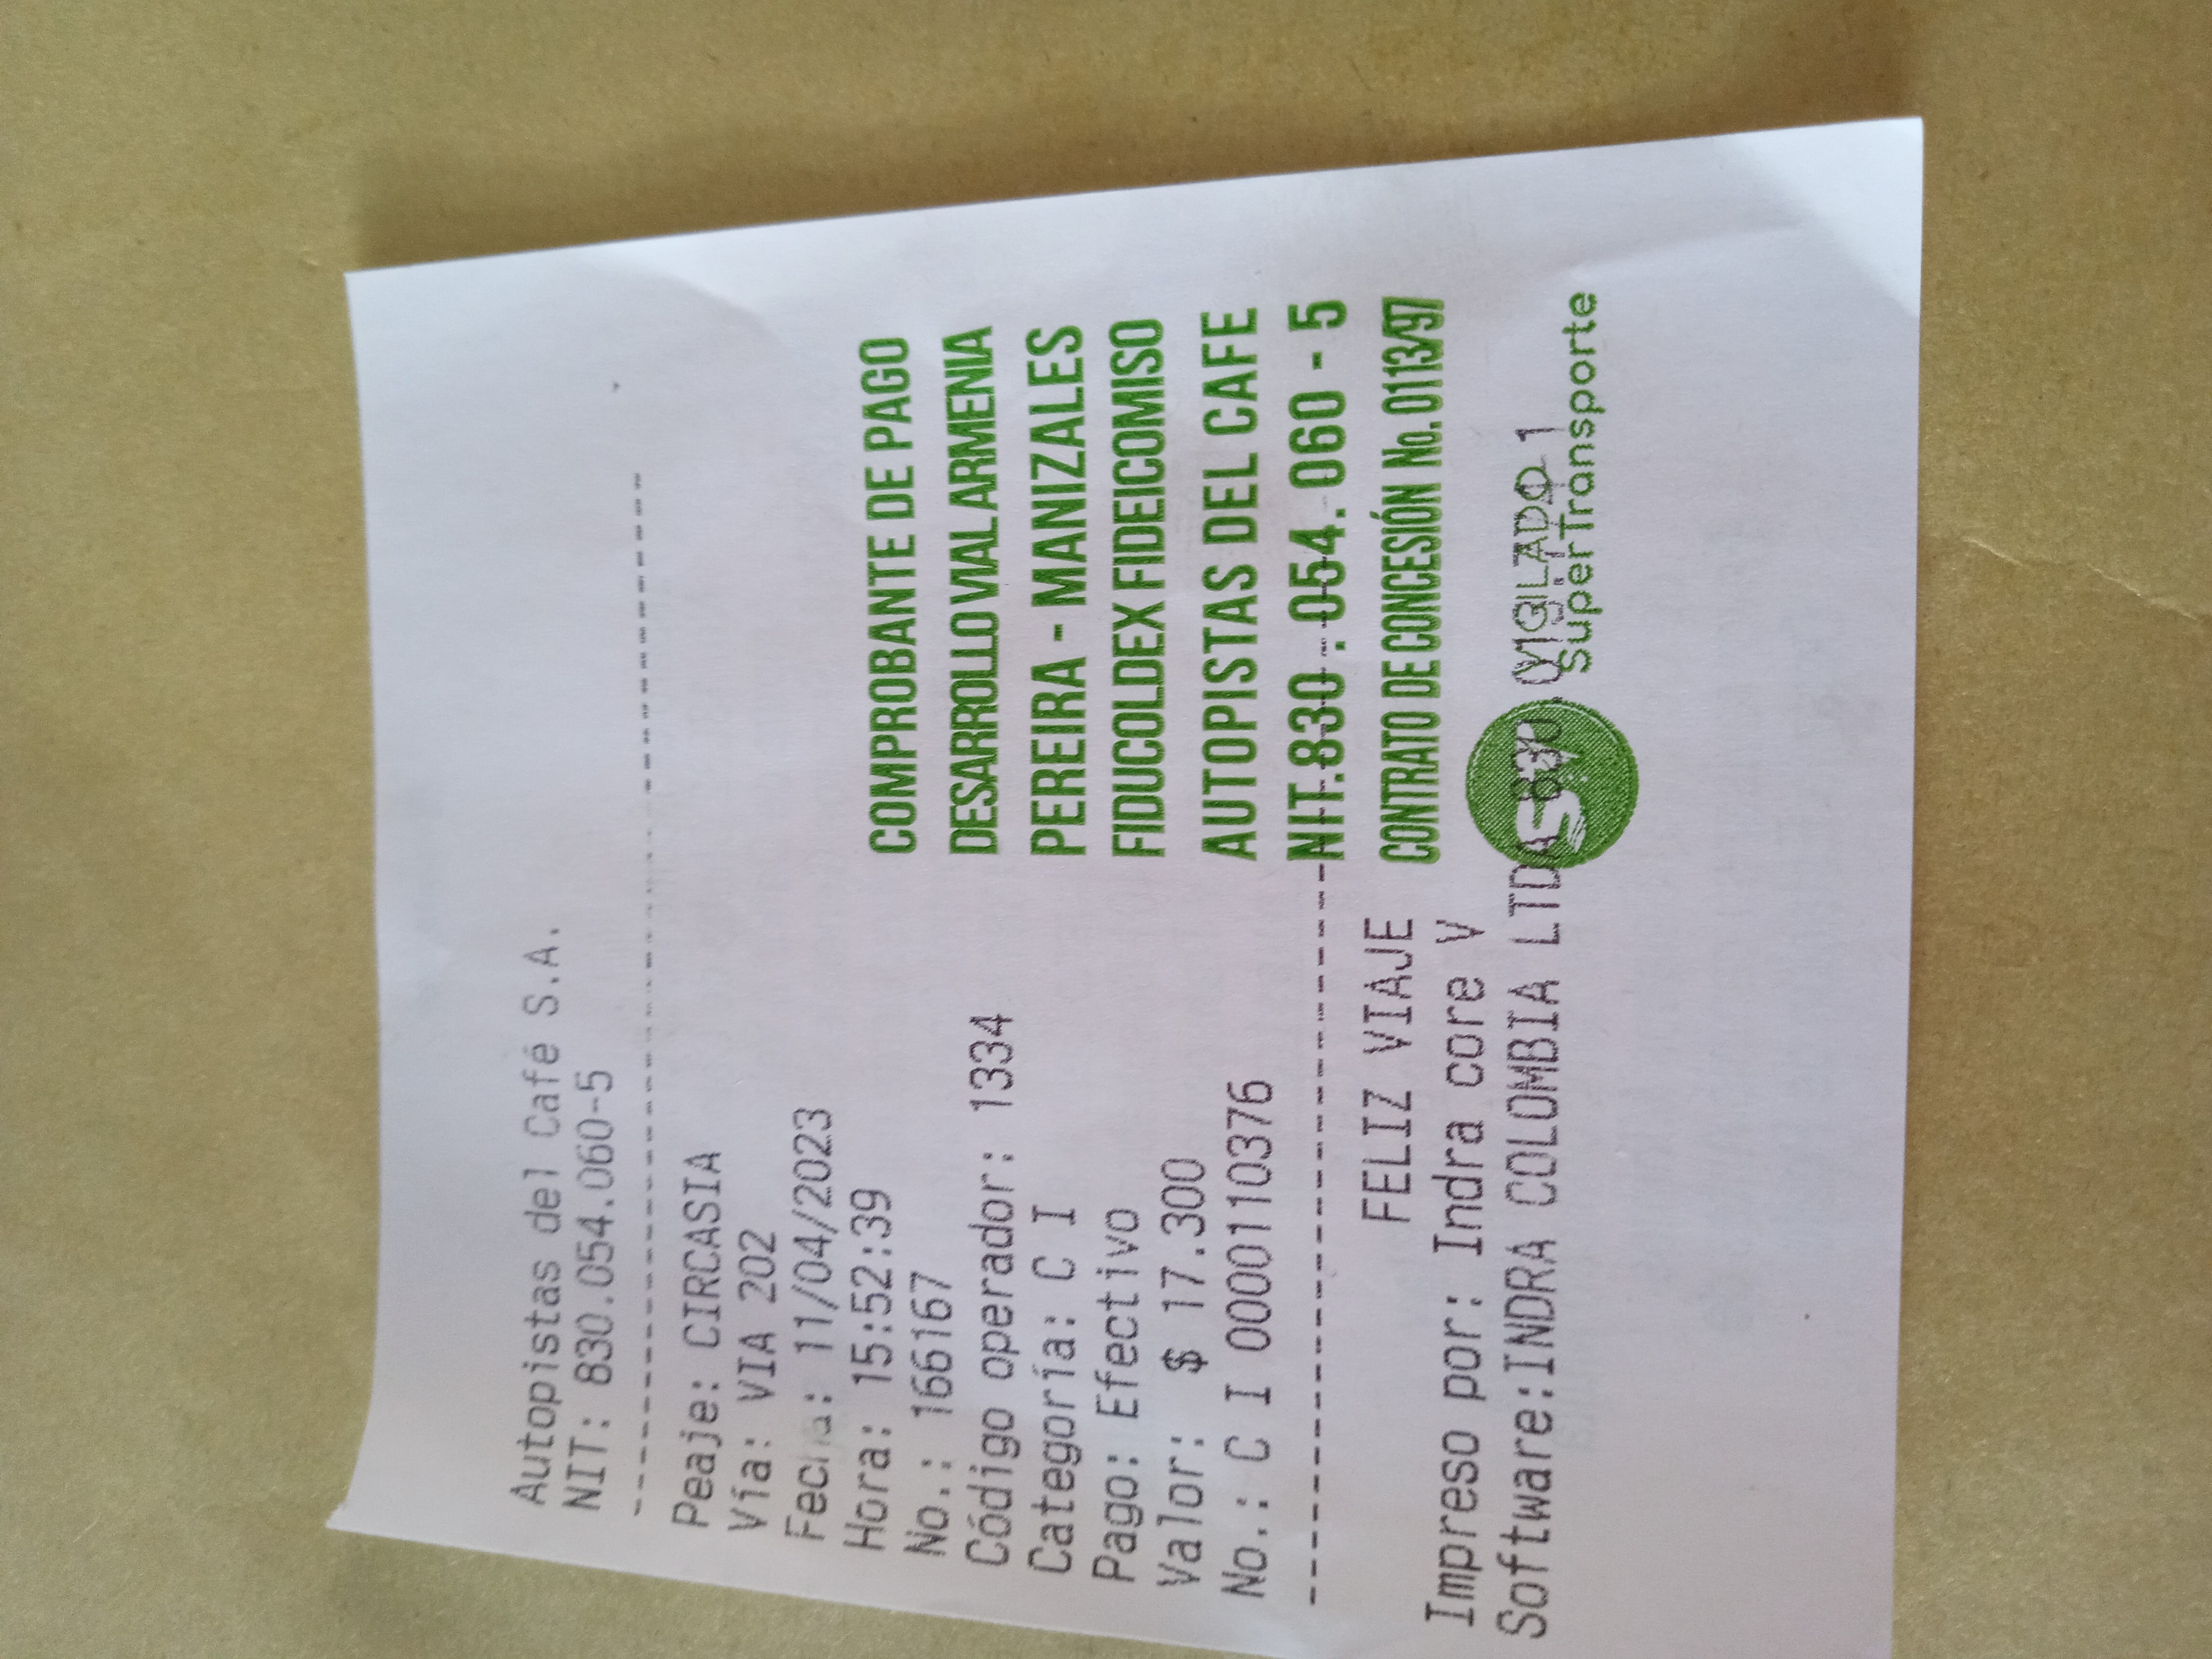 Autopistas del Café S.A.
NIT: 830.054.060-5
Peaje: CIRCASIA
Vía: VIA 202
Fecha: 11/04/2023
Hora: 15:52:39
No.: 166167
Código operador: 1334
Categoría: C I
Pago: Efectivo
Valor: $ 17.300
No.: C I 0000110376
FELIZ VIAJE
Impreso por: Indra core V
Software:INDRA COLOMBIA LTDA 830.
COMPROBANTE DE PAGO
DESARROLLO VIAL ARMENIA
PEREIRA - MANIZALES
FIDUCOLDEX FIDEICOMISO
AUTOPISTAS DEL CAFE
NIT.830.054.060-5
CONTRATO DE CONCESIÓN No. 0113/97
VIGILADO
SuperTransporte